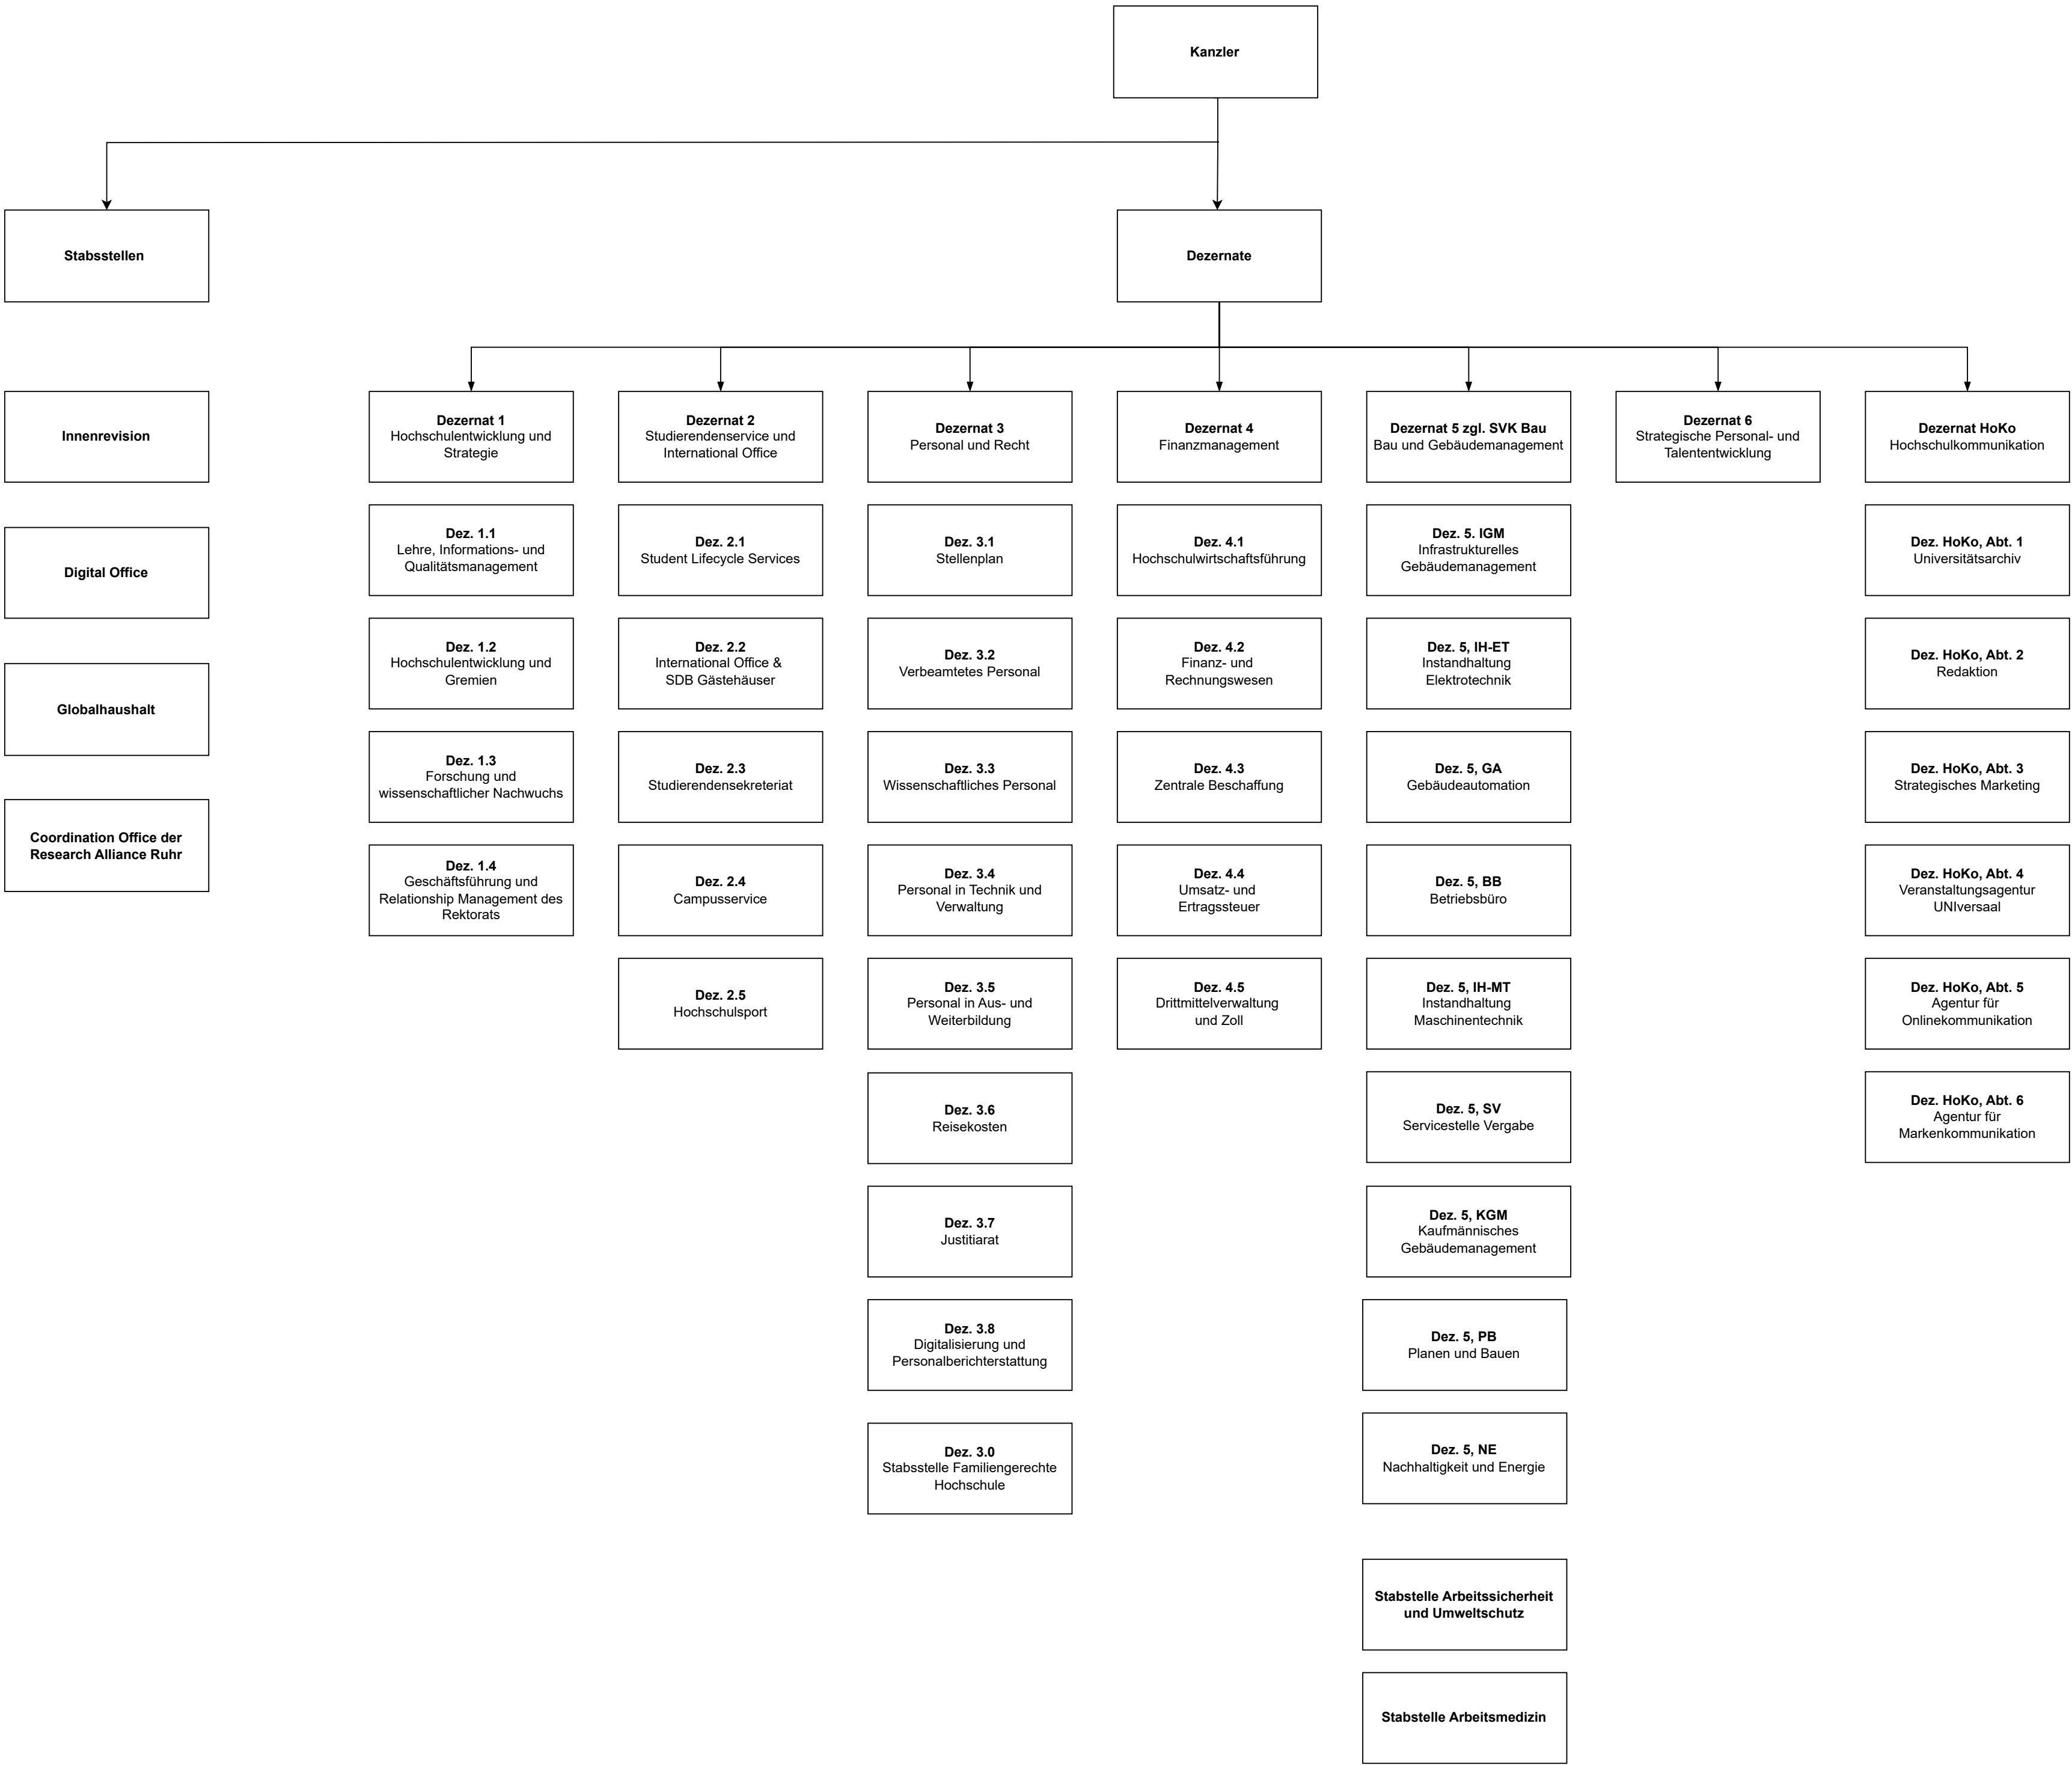 Kanzler
Stabsstellen
Dezernate
Innenrevision
Digital Office
Globalhaushalt
Coordination Office der
Research Alliance Ruhr
Dezernat 1
Hochschulentwicklung und
Strategie
Dez. 1.1
Lehre, Informations- und
Qualitätsmanagement
Dez. 1.2
Hochschulentwicklung und
Gremien
Dez. 1.3
Forschung und
wissenschaftlicher Nachwuchs
Dez. 1.4
Geschäftsführung und
Relationship Management des
Rektorats
Dezernat 2
Studierendenservice und
International Office
Dez. 2.1
Student Lifecycle Services
Dez. 2.2
International Office &
SDB Gästehäuser
Dez. 2.3
Studierendensekreteriat
Dez. 2.4
Campusservice
Dez. 2.5
Hochschulsport
Dezernat 3
Personal und Recht
Dez. 3.1
Stellenplan
Dez. 3.2
Verbeamtetes Personal
Dez. 3.3
Wissenschaftliches Personal
Dez. 3.4
Personal in Technik und
Verwaltung
Dez. 3.5
Personal in Aus- und
Weiterbildung
Dez. 3.6
Reisekosten
Dez. 3.7
Justitiarat
Dez. 3.8
Digitalisierung und
Personalberichterstattung
Dez. 3.0
Stabsstelle Familiengerechte
Hochschule
Dezernat 4
Finanzmanagement
Dez. 4.1
Hochschulwirtschaftsführung
Dez. 4.2
Finanz- und
Rechnungswesen
Dez. 4.3
Zentrale Beschaffung
Dez. 4.4
Umsatz- und
Ertragssteuer
Dez. 4.5
Drittmittelverwaltung
und Zoll
Dezernat 5 zgl. SVK Bau
Bau und Gebäudemanagement
Dez. 5. IGM
Infrastrukturelles
Gebäudemanagement
Dez. 5, IH-ET
Instandhaltung
Elektrotechnik
Dez. 5, GA
Gebäudeautomation
Dez. 5, BB
Betriebsbüro
Dez. 5, IH-MT
Instandhaltung
Maschinentechnik
Dez. 5, SV
Servicestelle Vergabe
Dez. 5, KGM
Kaufmännisches
Gebäudemanagement
Dez. 5, PB
Planen und Bauen
Dez. 5, NE
Nachhaltigkeit und Energie
Stabstelle Arbeitssicherheit
und Umweltschutz
Stabstelle Arbeitsmedizin
Dezernat 6
Strategische Personal- und
Talententwicklung
Dezernat HoKo
Hochschulkommunikation
Dez. HoKo, Abt. 1
Universitätsarchiv
Dez. HoKo, Abt. 2
Redaktion
Dez. HoKo, Abt. 3
Strategisches Marketing
Dez. HoKo, Abt. 4
Veranstaltungsagentur
UNIversaal
Dez. HoKo, Abt. 5
Agentur für
Onlinekommunikation
Dez. HoKo, Abt. 6
Agentur für
Markenkommunikation